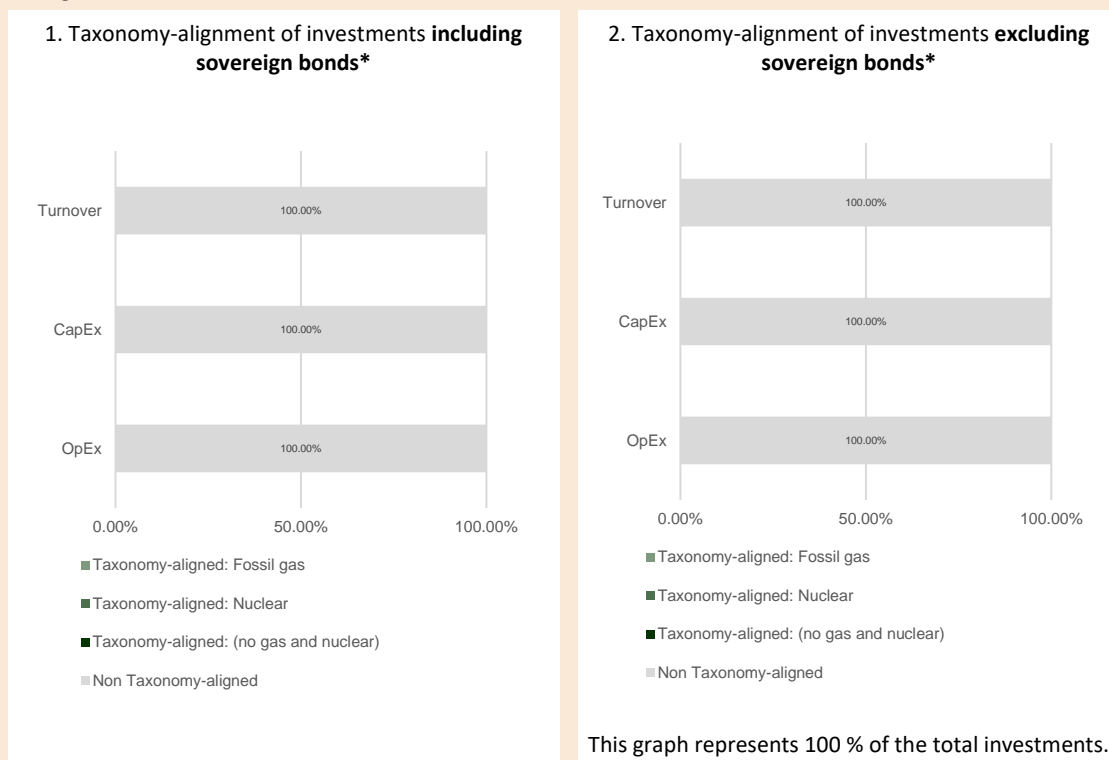 1. Taxonomy-alignment of investments including
sovereign bonds*
Turnover
100.00%
CapEx
100.00%
OpEx
100.00%
0.00% 50.00% 100.00%
Taxonomy-aligned: Fossil gas
Taxonomy-aligned: Nuclear
Taxonomy-aligned: (no gas and nuclear)
Non Taxonomy-aligned
2. Taxonomy-alignment of investments excluding
sovereign bonds*
Turnover
100.00%
CapEx
100.00%
OpEx
100.00%
0.00% 50.00% 100.00%
Taxonomy-aligned: Fossil gas
Taxonomy-aligned: Nuclear
Taxonomy-aligned: (no gas and nuclear)
Non Taxonomy-aligned
This graph represents 100 % of the total investments.